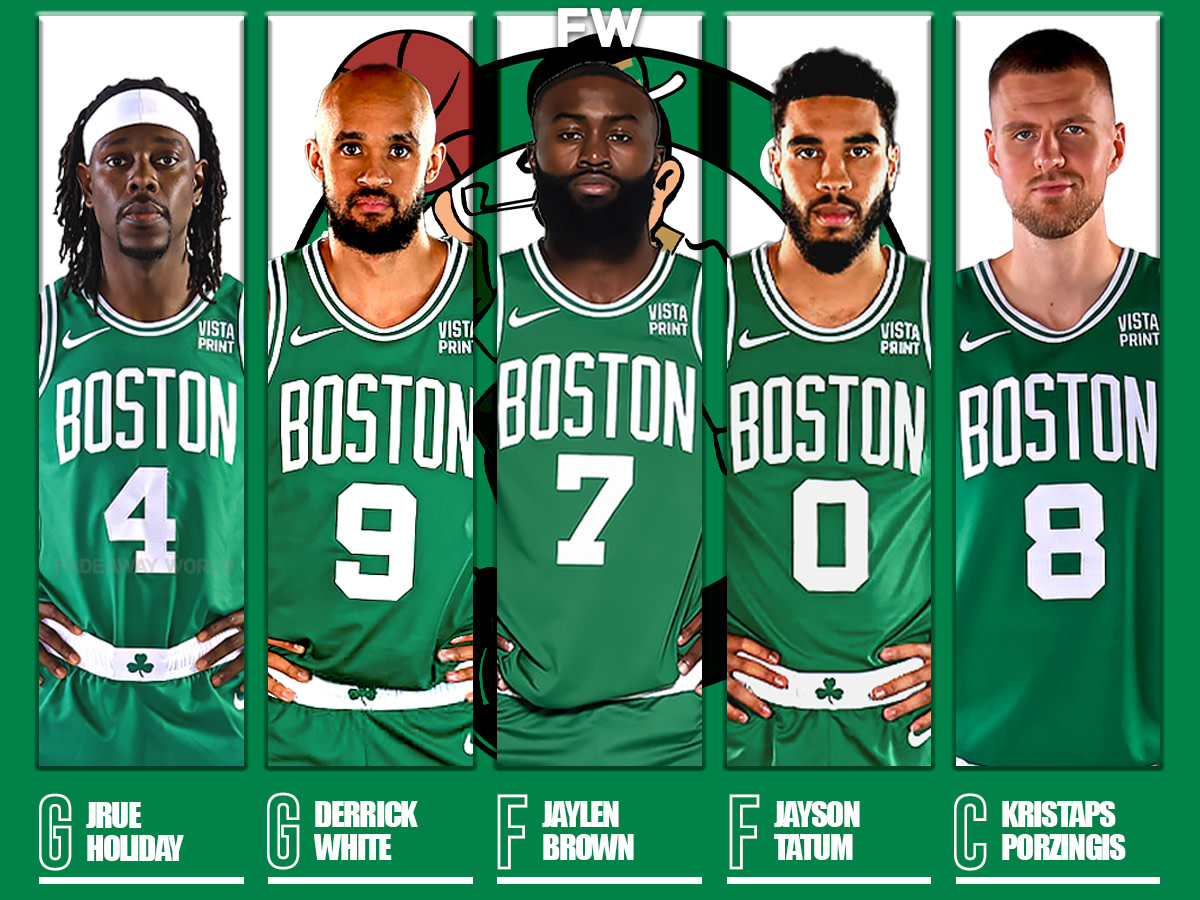 FW
VISTA
PRINT
BOSTON
4
FADEAWAY WORLD
VISTA
PRINT
BOSTON
9
VISTA
PRINT
BOSTON
7
VISTA
PRINT
BOSTON
0
VISTA
PRINT
BOSTON
8
G JRUE
HOLIDAY
G DERRICK
WHITE
F JAYLEN
BROWN
F JAYSON
TATUM
C KRISTAPS
PORZINGIS